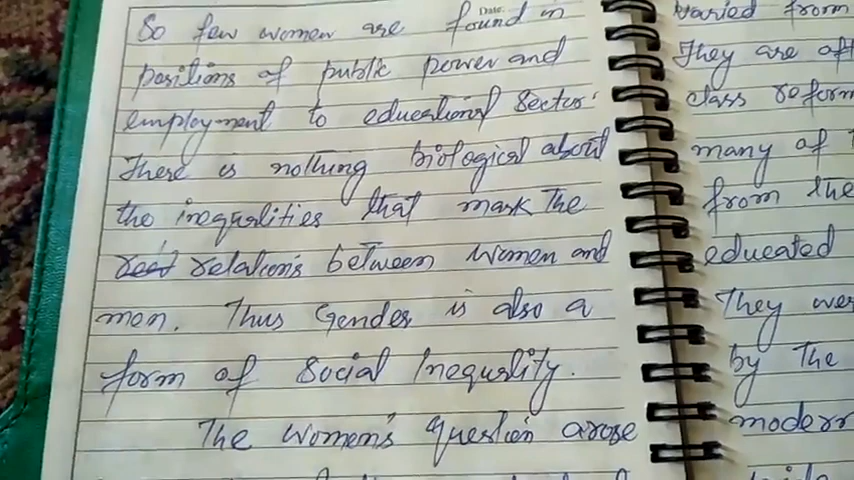 Date.
So few women are found in
positions of public power and
employment to educational sector.
There is nothing biological about
the inequalities that mark the
relations between women and
men. Thus Gender is also a
form of Social Inequality.
The women's question arose
varied from
They are
class reform
many of
from the
educated
They
by the
modern